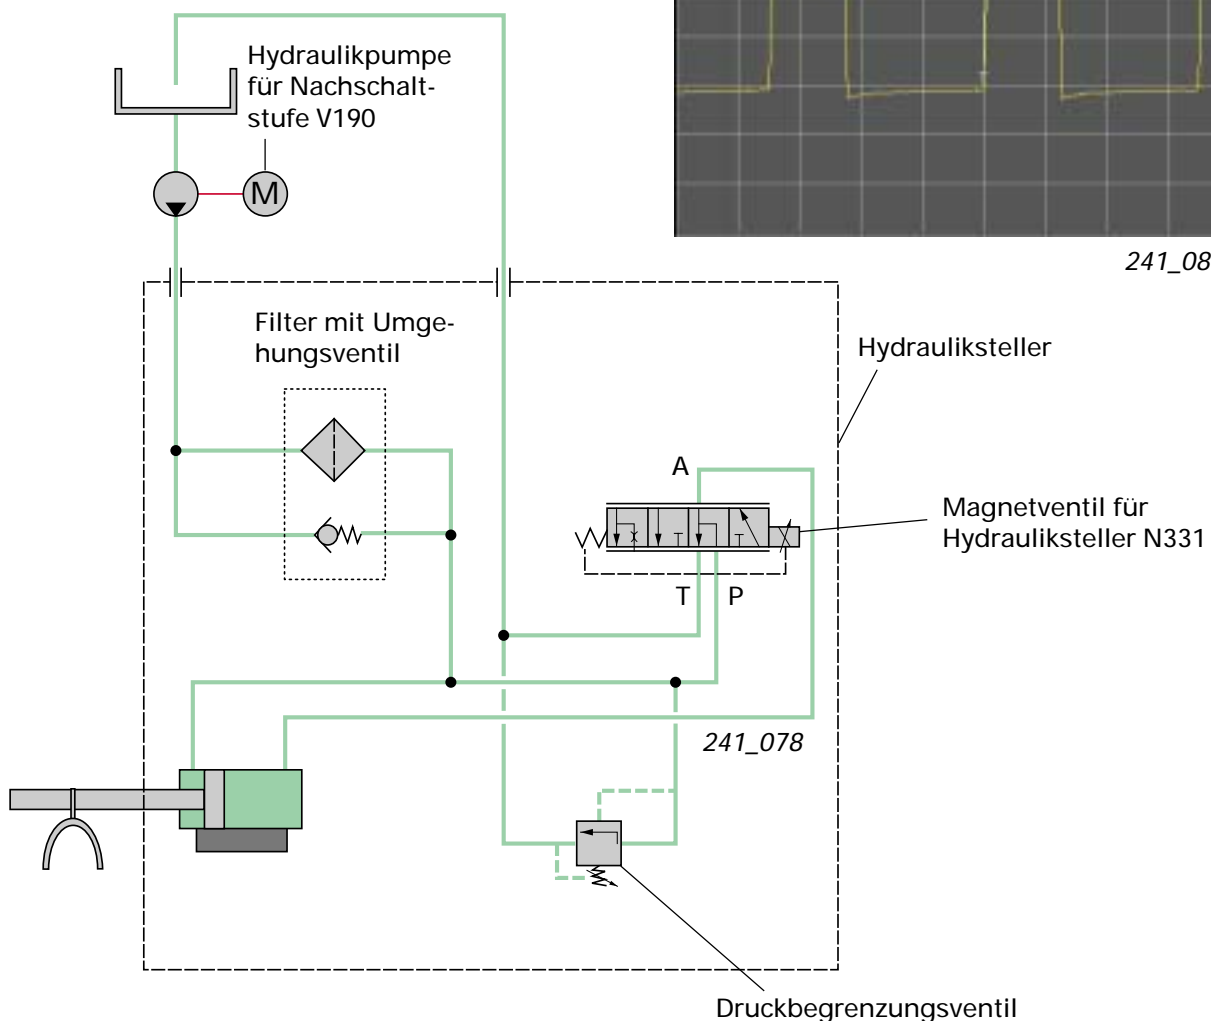 Hydraulikpumpe
für Nachschalt-
stufe V190
M
241_08
Filter mit Umge-
hungsventil
Hydrauliksteller
A
Magnetventil für
Hydrauliksteller N331
T P
241_078
Druckbegrenzungsventil